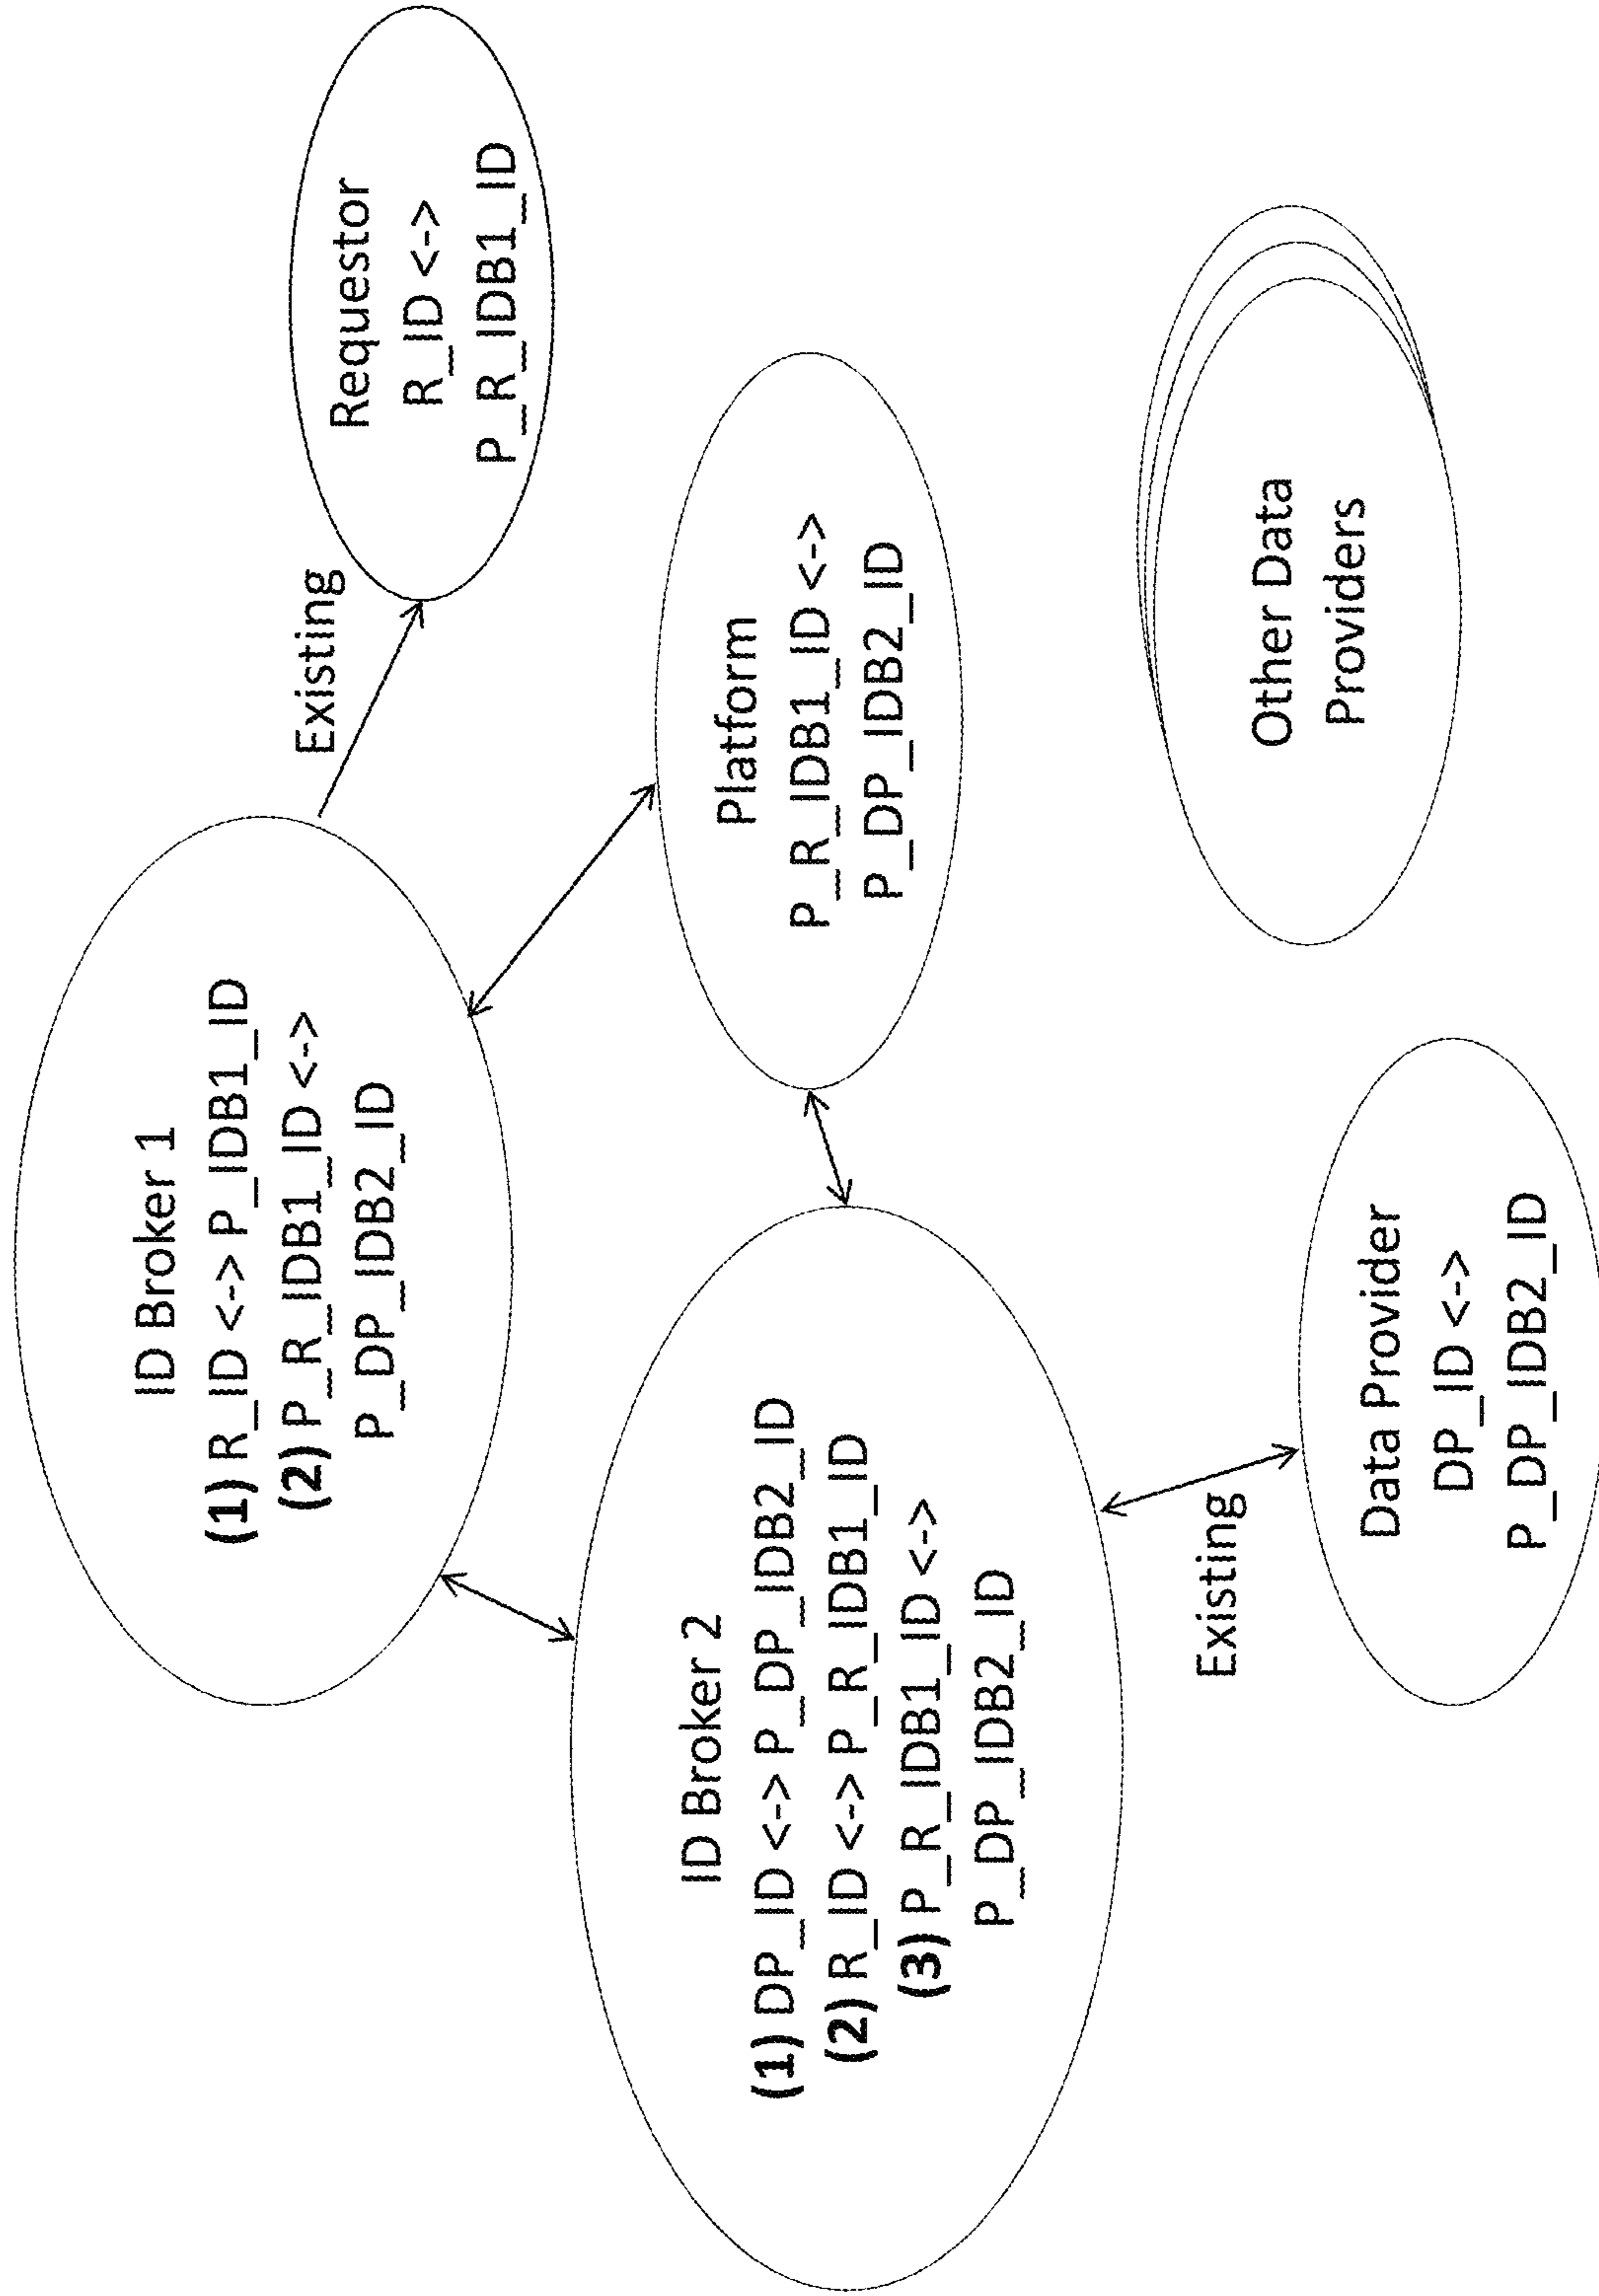 ID Broker 1
(1) R_ID <-> P_IDB1_ID
(2) P_R_IDB1_ID <->
P_DP_IDB2_ID
Existing
Requestor
R_ID <->
P_R_IDB1_ID
ID Broker 2
(1) DP_ID <-> P_DP_IDB2_ID
(2) R_ID <-> P_R_IDB1_ID
(3) P_R_IDB1_ID <->
P_DP_IDB2_ID
Platform
P_R_IDB1_ID <->
P_DP_IDB2_ID
Existing
Data Provider
DP_ID <->
P_DP_IDB2_ID
Other Data
Providers